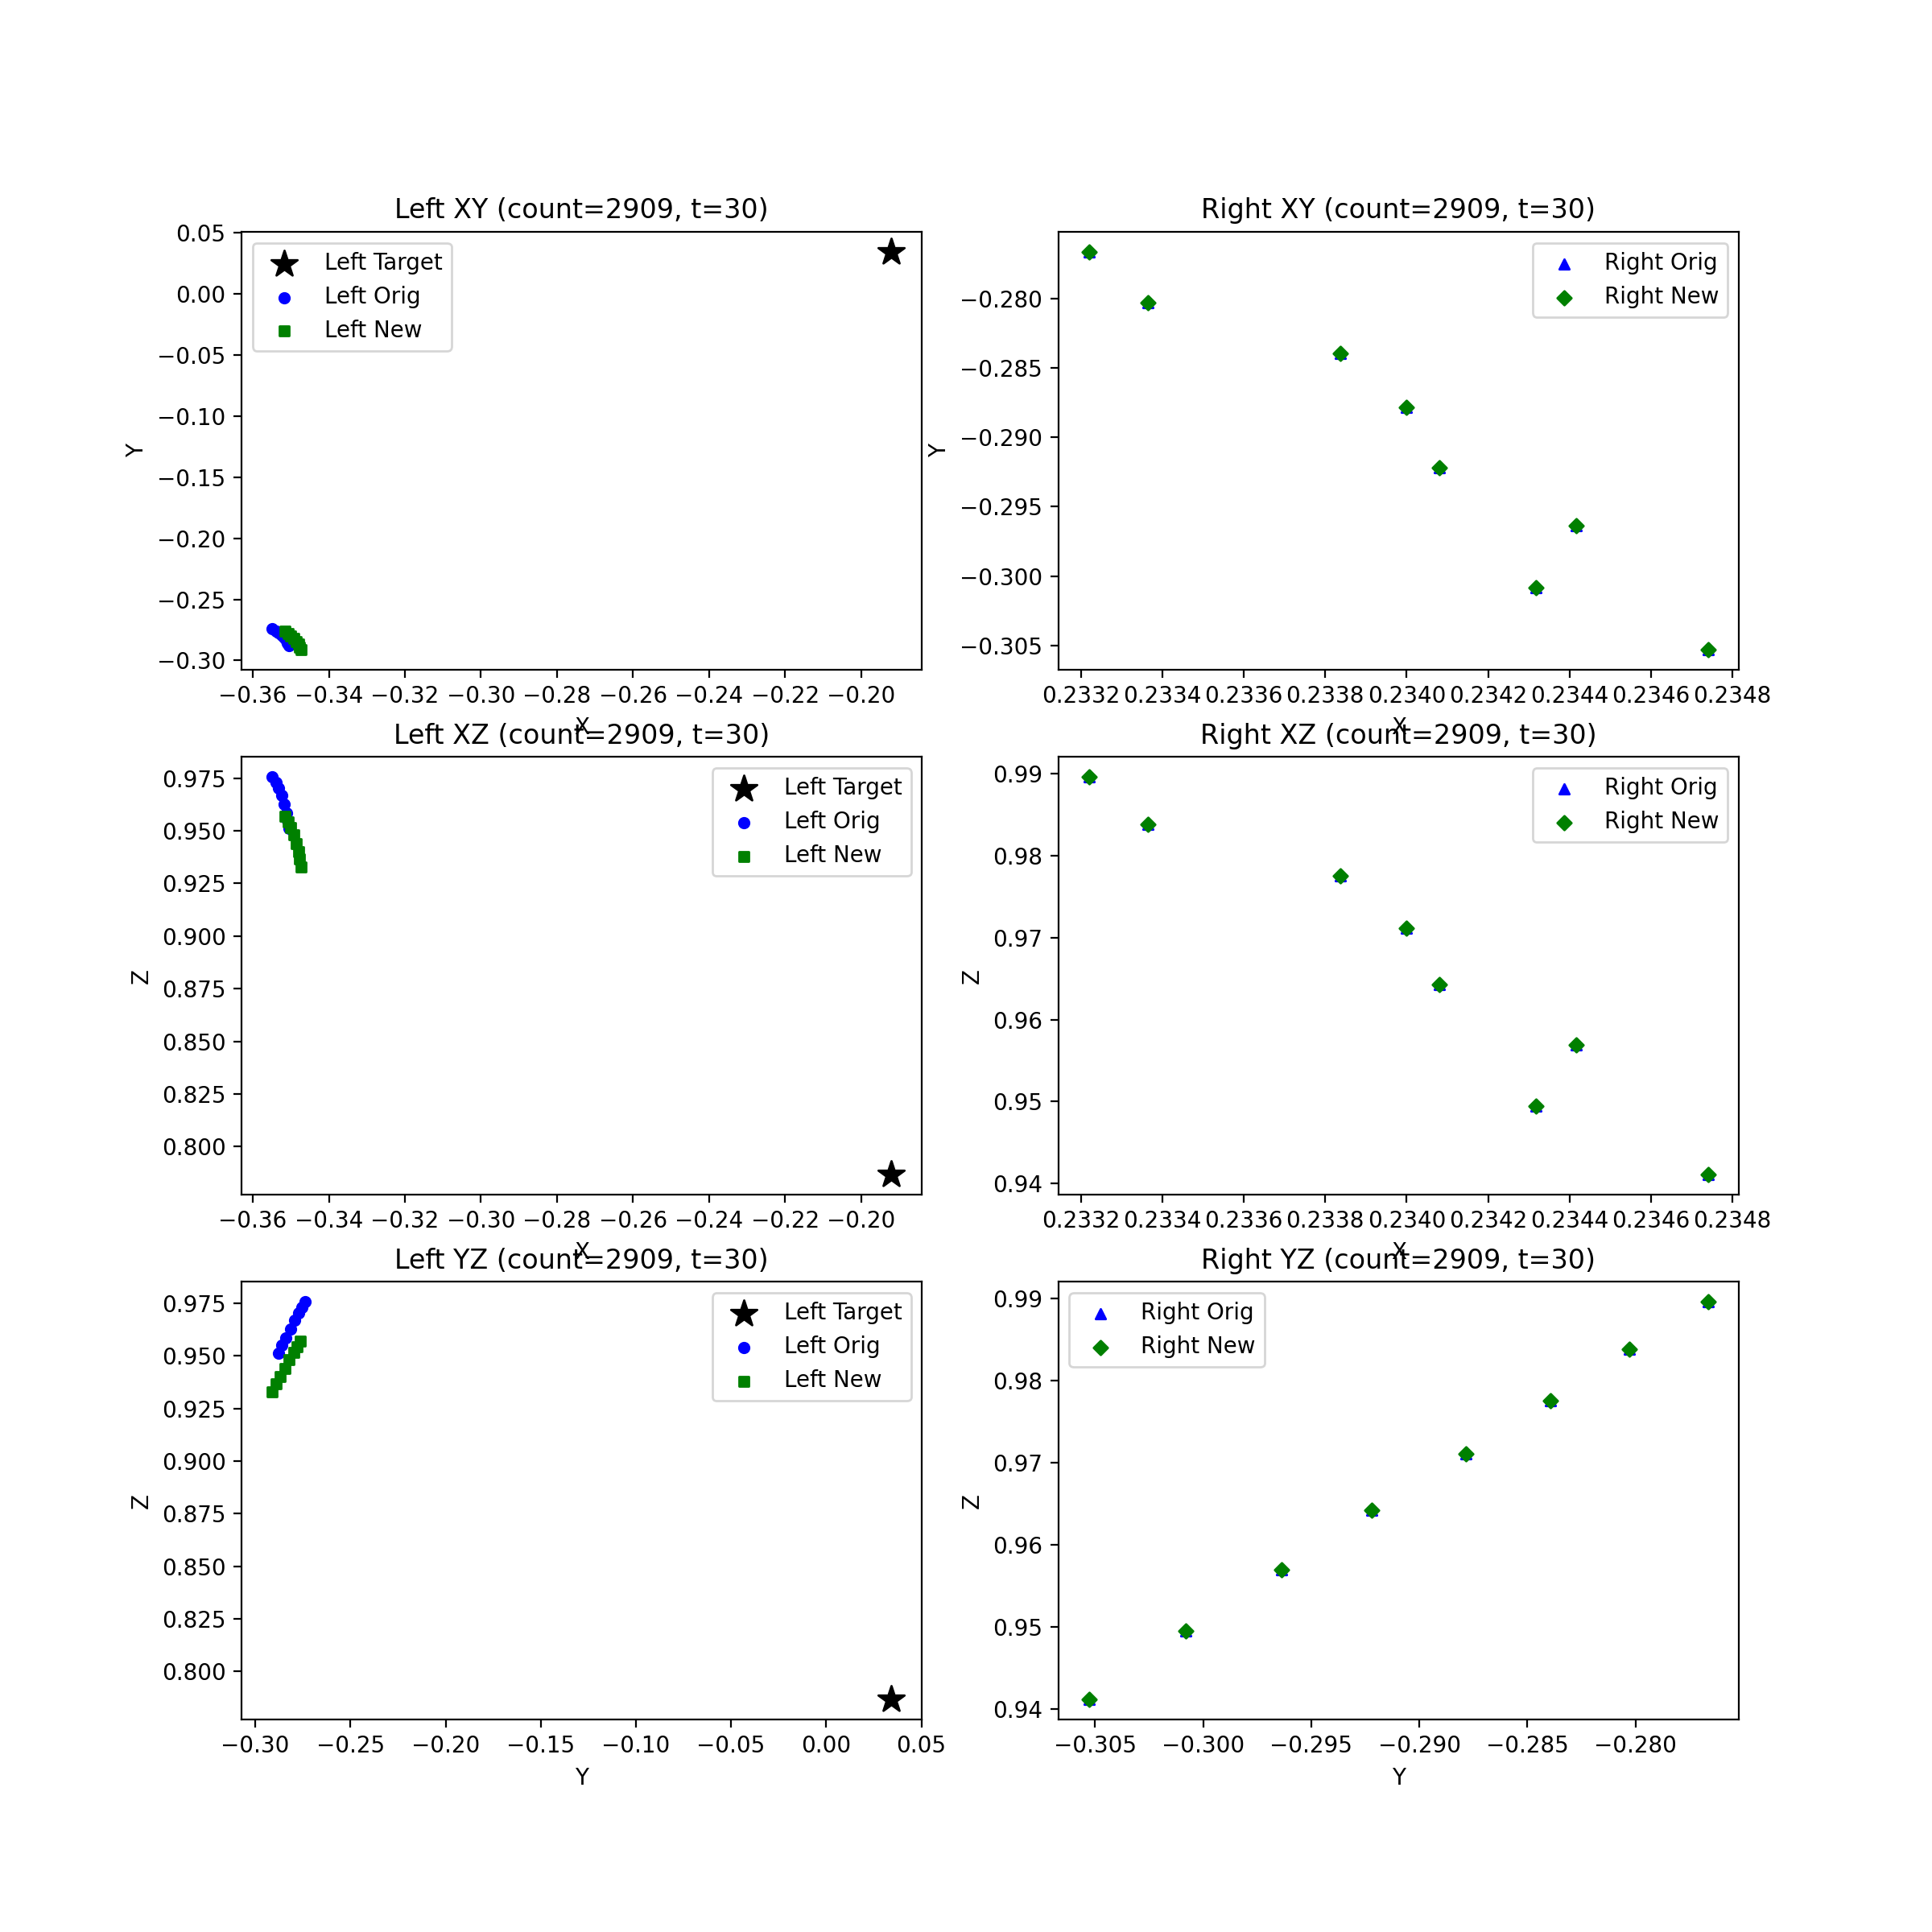 Left XY (count=2909, t=30)
0.05
0.00
−0.05
−0.10
−0.15
−0.20
−0.25
−0.30
Y
Left Target
Left Orig
Left New
−0.36 −0.34 −0.32 −0.30 −0.28 −0.26 −0.24 −0.22 −0.20
X
Right XY (count=2909, t=30)
−0.280
−0.285
−0.290
−0.295
−0.300
−0.305
Y
Right Orig
Right New
0.2332 0.2334 0.2336 0.2338 0.2340 0.2342 0.2344 0.2346 0.2348
X
Left XZ (count=2909, t=30)
0.975
0.950
0.925
0.900
0.875
0.850
0.825
0.800
Z
Left Target
Left Orig
Left New
−0.36 −0.34 −0.32 −0.30 −0.28 −0.26 −0.24 −0.22 −0.20
X
Right XZ (count=2909, t=30)
0.99
0.98
0.97
0.96
0.95
0.94
Z
Right Orig
Right New
0.2332 0.2334 0.2336 0.2338 0.2340 0.2342 0.2344 0.2346 0.2348
X
Left YZ (count=2909, t=30)
0.975
0.950
0.925
0.900
0.875
0.850
0.825
0.800
Z
Left Target
Left Orig
Left New
−0.30 −0.25 −0.20 −0.15 −0.10 −0.05 0.00 0.05
Y
Right YZ (count=2909, t=30)
0.99
0.98
0.97
0.96
0.95
0.94
Z
Right Orig
Right New
−0.305 −0.300 −0.295 −0.290 −0.285 −0.280
Y